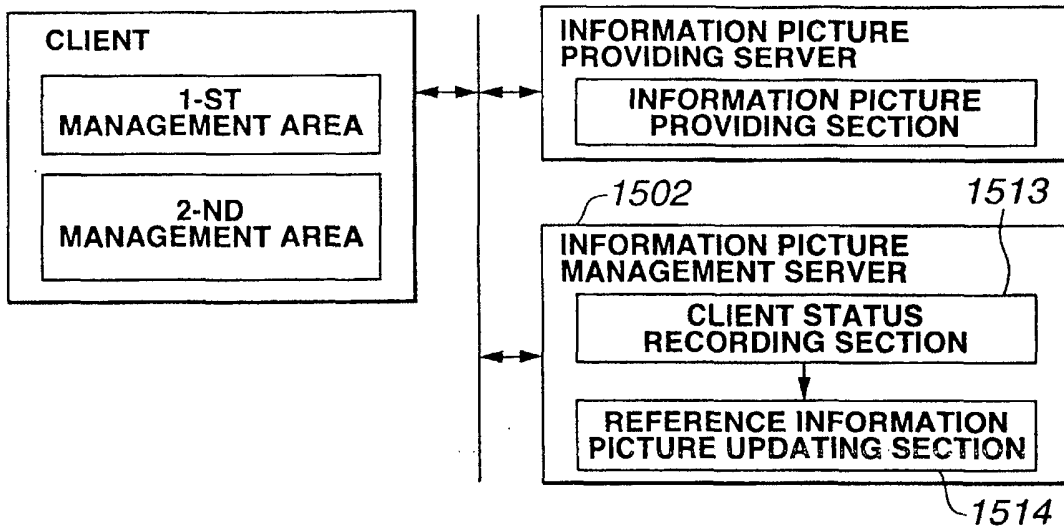 CLIENT
1-ST
MANAGEMENT AREA
2-ND
MANAGEMENT AREA
INFORMATION PICTURE
PROVIDING SERVER
INFORMATION PICTURE
PROVIDING SECTION
1502
1513
INFORMATION PICTURE
MANAGEMENT SERVER
CLIENT STATUS
RECORDING SECTION
REFERENCE INFORMATION
PICTURE UPDATING SECTION
1514